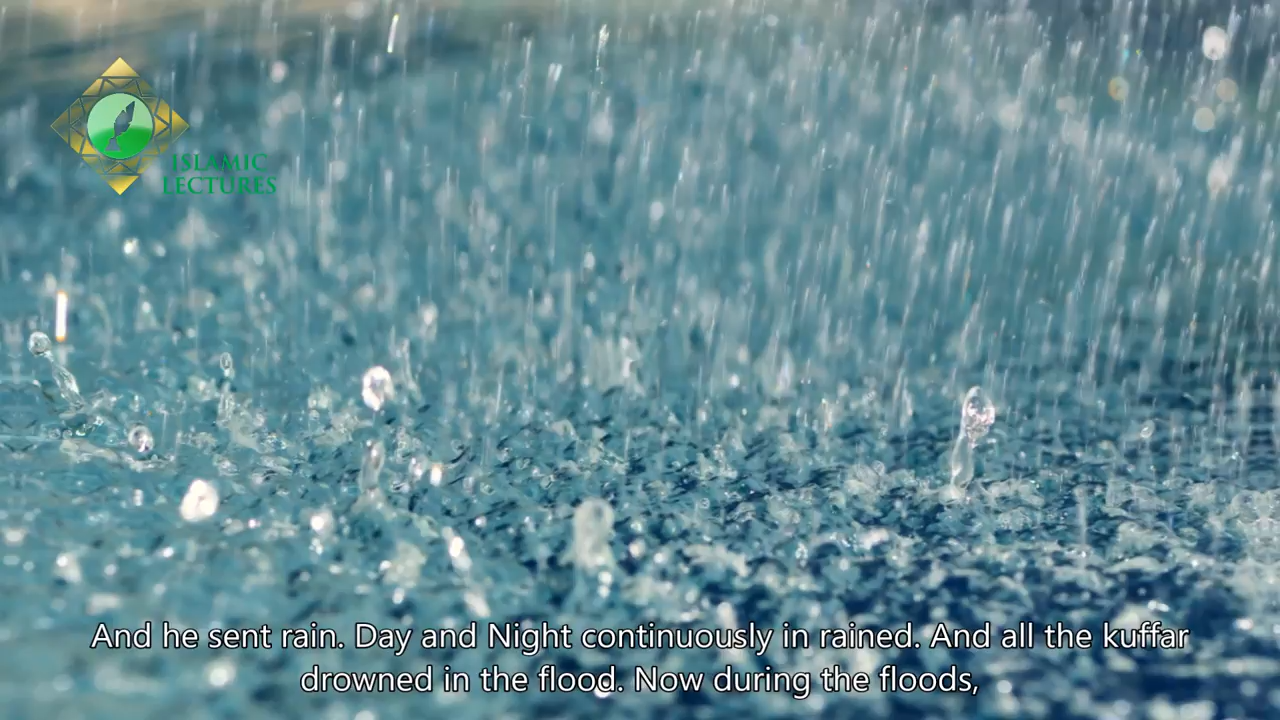 ISLAMIC
LECTURES
And he sent rain. Day and Night continuously in rained. And all the kuffar
drowned in the flood. Now during the floods,